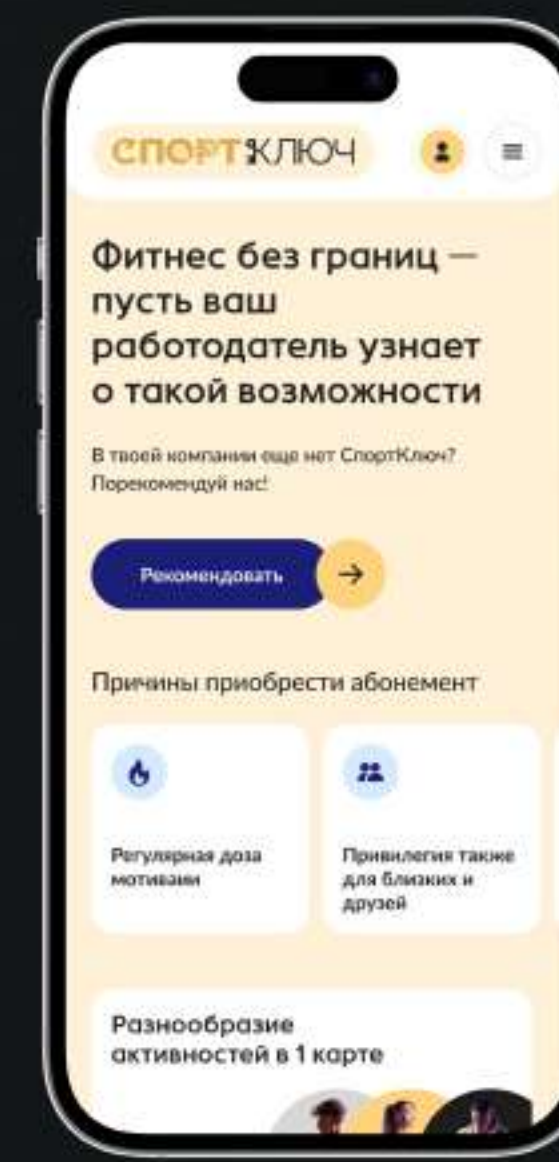 СПОРТКЛЮЧ
Фитнес без границ —
пусть ваш
работодатель узнает
о такой возможности
В твоей компании еще нет СпортКлюч?
Порекомендуй нас!
Рекомендовать
Причины приобрести абонемент
Регулярная доза
мотиваии
Привилегия также
для близких и
друзей
Разнообразие
активностей в 1 карте